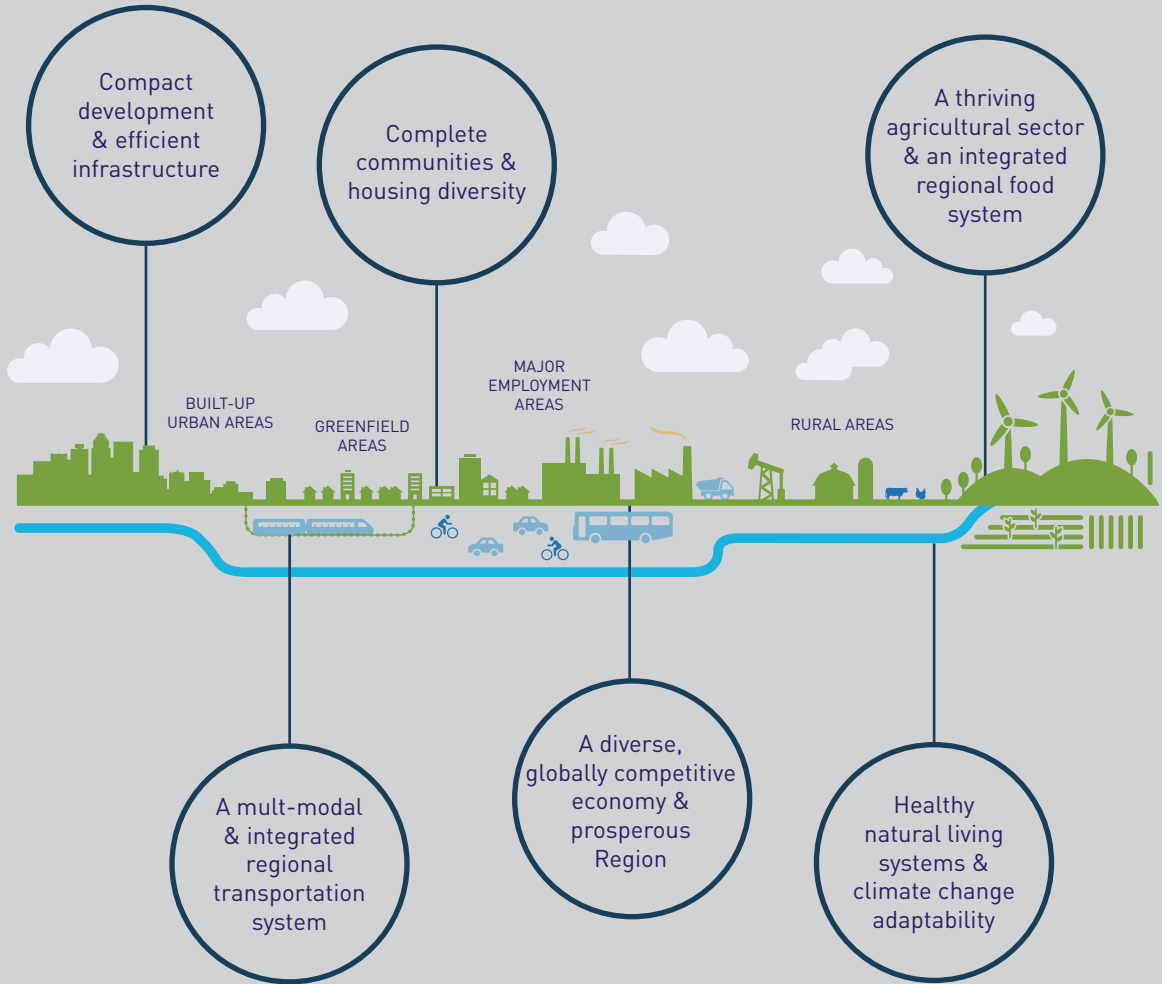 Compact
development
& efficient
infrastructure
Complete
communities &
housing diversity
A thriving
agricultural sector
& an integrated
regional food
system
BUILT-UP
URBAN AREAS
GREENFIELD
AREAS
MAJOR
EMPLOYMENT
AREAS
RURAL AREAS
A mult-modal
& integrated
regional
transportation
system
A diverse,
globally competitive
economy &
prosperous
Region
Healthy
natural living
systems &
climate change
adaptability